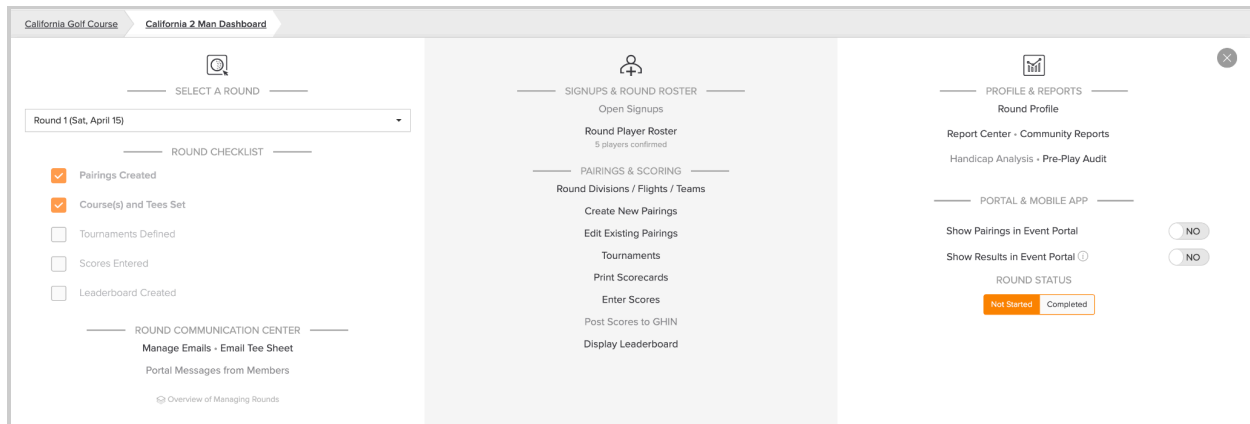 California Golf Course
California 2 Man Dashboard
SELECT A ROUND
Round 1 (Sat, April 15)
ROUND CHECKLIST
Pairings Created
Course(s) and Tees Set
Tournaments Defined
Scores Entered
Leaderboard Created
ROUND COMMUNICATION CENTER
Manage Emails • Email Tee Sheet
Portal Messages from Members
Overview of Managing Rounds
SIGNUPS & ROUND ROSTER
Open Signups
Round Player Roster
5 players confirmed
PAIRINGS & SCORING
Round Divisions / Flights / Teams
Create New Pairings
Edit Existing Pairings
Tournaments
Print Scorecards
Enter Scores
Post Scores to GHIN
Display Leaderboard
PROFILE & REPORTS
Round Profile
Report Center • Community Reports
Handicap Analysis • Pre-Play Audit
PORTAL & MOBILE APP
Show Pairings in Event Portal NO
Show Results in Event Portal NO
ROUND STATUS
Not Started Completed